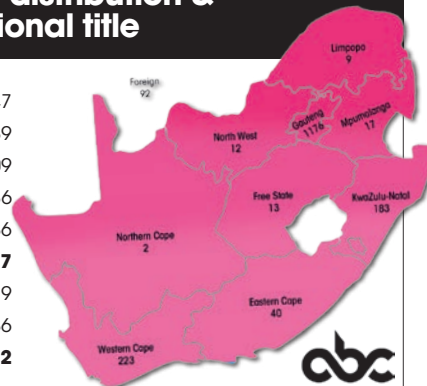 distribution &
ional title
7
9
9
6
6
7
9
6
2
Foreign
92
Limpopo
9
Gauteng
1176
Mpumalanga
17
North West
12
Free State
13
KwaZulu-Natal
183
Northern Cape
2
Eastern Cape
40
Western Cape
223
abc